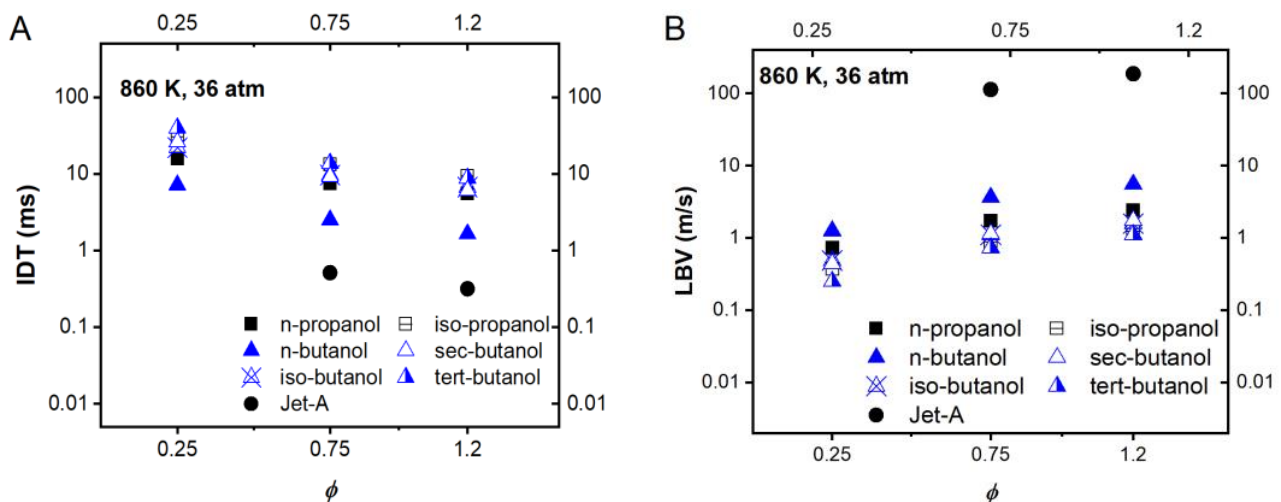 A
0.25 0.75 1.2
860 K, 36 atm
100 100
10 10
1 1
0.1 0.1
0.01 0.01
IDT (ms)
n-propanol iso-propanol
n-butanol sec-butanol
iso-butanol tert-butanol
Jet-A
0.25 0.75 1.2
ϕ
B
0.25 0.75 1.2
860 K, 36 atm
100 100
10 10
1 1
0.1 0.1
0.01 0.01
LBV (m/s)
n-propanol iso-propanol
n-butanol sec-butanol
iso-butanol tert-butanol
Jet-A
0.25 0.75 1.2
ϕ